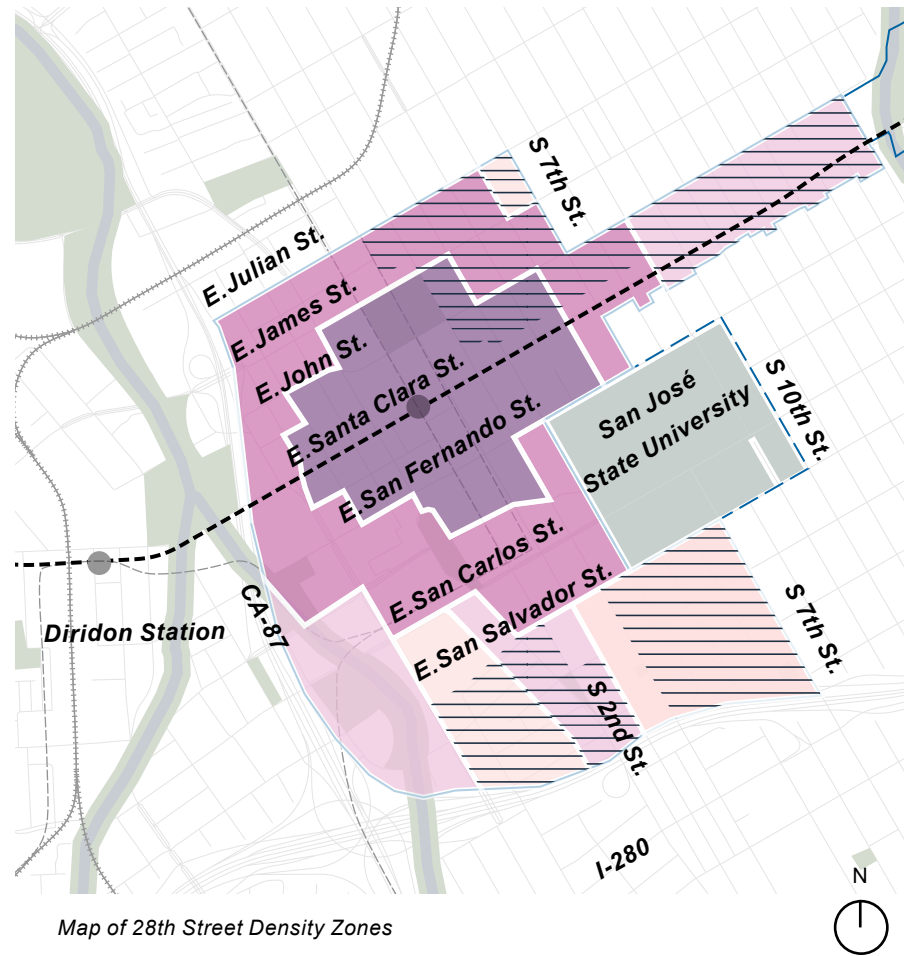 S 7th St.
E.Julian St.
E.James St.
E.John St.
E.Santa Clara St.
E.San Fernando St.
San José
State University
S 10th St.
E.San Carlos St.
E.San Salvador St.
CA-87
Diridon Station
S 7th St.
S 2nd St.
I-280
N
Map of 28th Street Density Zones